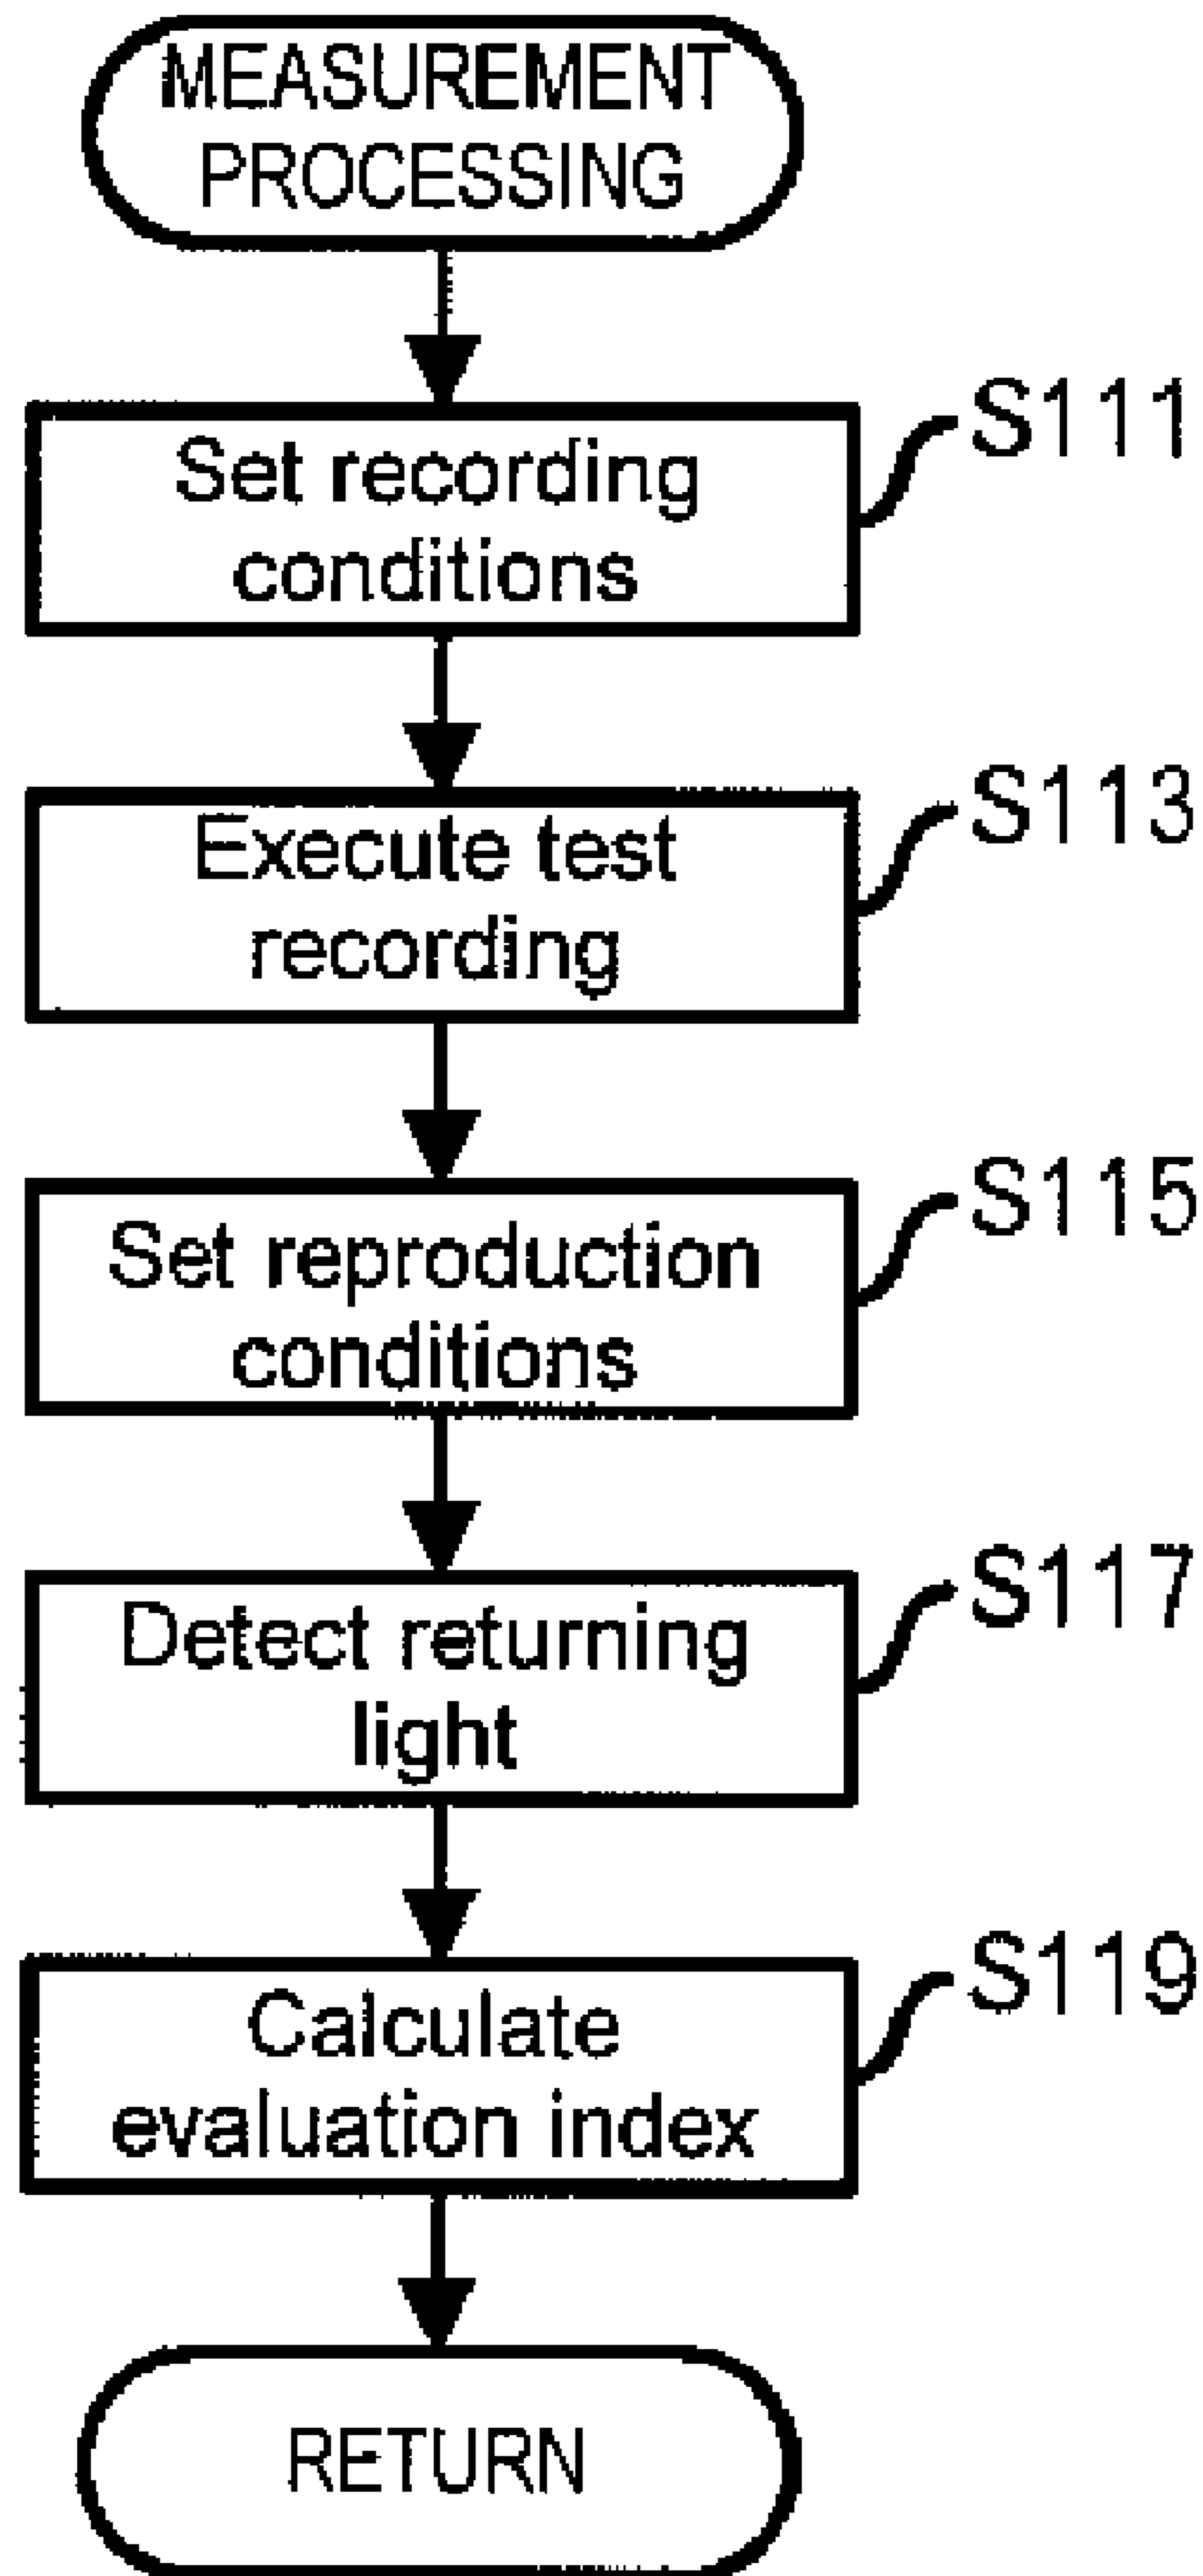 MEASUREMENT
PROCESSING
S111
Set recording
conditions
S113
Execute test
recording
S115
Set reproduction
conditions
S117
Detect returning
light
S119
Calculate
evaluation index
RETURN